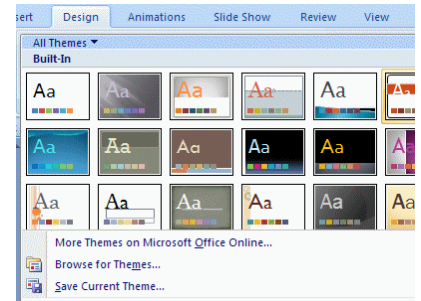 sert Design Animations Slide Show Review View
All Themes
Built-In
Aa Aa Aa Aa Aa Aa
Aa Aa Aa Aa Aa A
Aa Aa Aa Aa Aa Aa
More Themes on Microsoft Office Online...
Browse for Themes...
Save Current Theme...